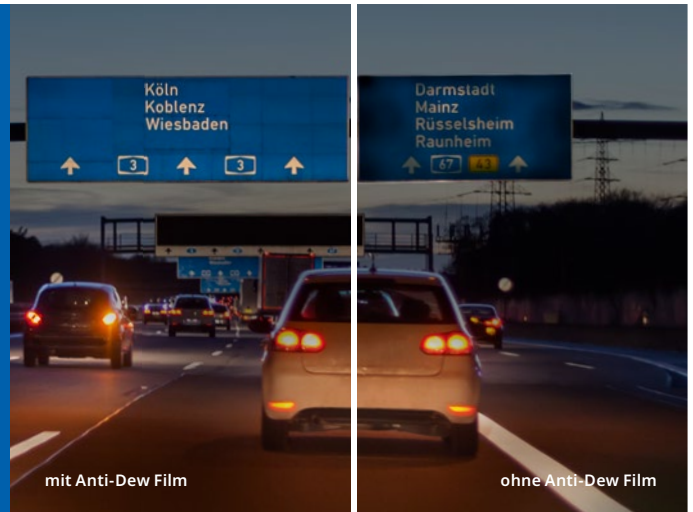 Köln
Koblenz
Wiesbaden
3
3
Darmstadt
Mainz
Rüsselsheim
Raunheim
67
43
mit Anti-Dew Film
ohne Anti-Dew Film